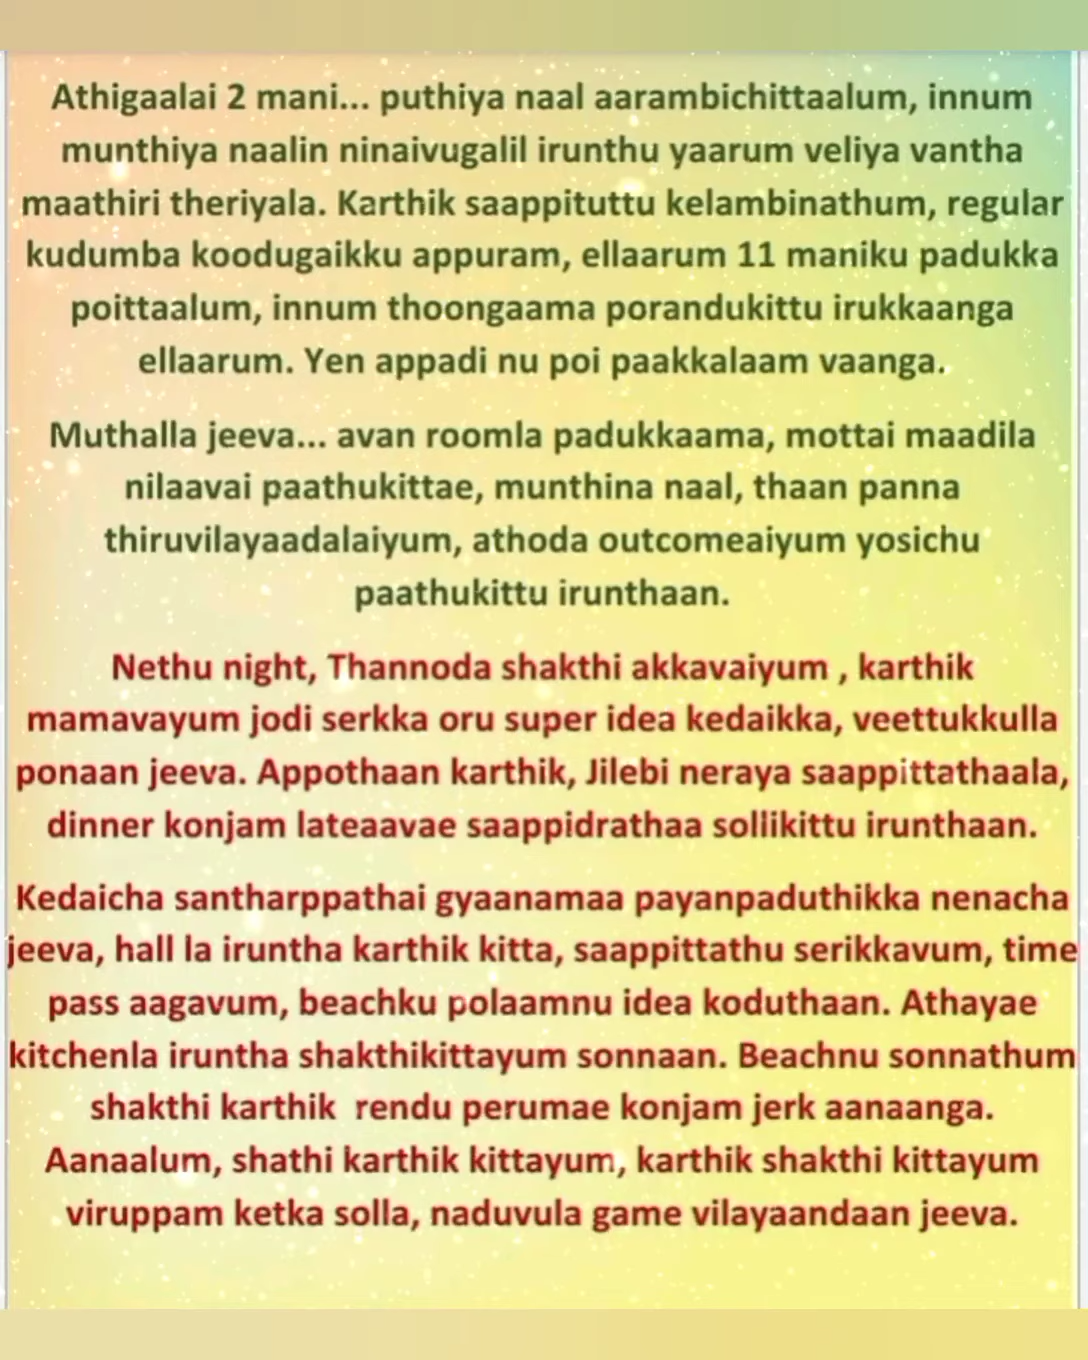 Athigaalai 2 mani... puthiya naal aarambichittaalum, innum
munthiya naalin ninaivugalil irunthu yaarum veliya vantha
maathiri theriyala. Karthik saappituttu kelambinathum, regular
kudumba koodugaikku appuram, ellaarum 11 maniku padukka
poittaalum, innum thoongaama porandukittu irukkaanga
ellaarum. Yen appadi nu poi paakkalaam vaanga.
Muthalla jeeva... avan roomla padukkaama, mottai maadila
nilaavai paathukittae, munthina naal, thaan panna
thiruvilayaadalaiyum, athoda outcomeaiyum yosichu
paathukittu irunthaan.
Nethu night, Thannoda shakthi akkavaiyum , karthik
mamavayum jodi serkka oru super idea kedaikka, veettukkulla
ponaan jeeva. Appothaan karthik, Jilebi neraya saappittathaala,
dinner konjam lateaavae saappidrathaa sollikittu irunthaan.
Kedaicha santharppathai gyaanamaa payanpaduthikka nenacha
jeeva, hall la iruntha karthik kitta, saappittathu serikkavum, time
pass aagavum, beachku polaamnu idea koduthaan. Athayae
kitchenla iruntha shakthikittayum sonnaan. Beachnu sonnathum
shakthi karthik  rendu perumae konjam jerk aanaanga.
Aanaalum, shathi karthik kittayum, karthik shakthi kittayum
viruppam ketka solla, naduvula game vilayaandaan jeeva.